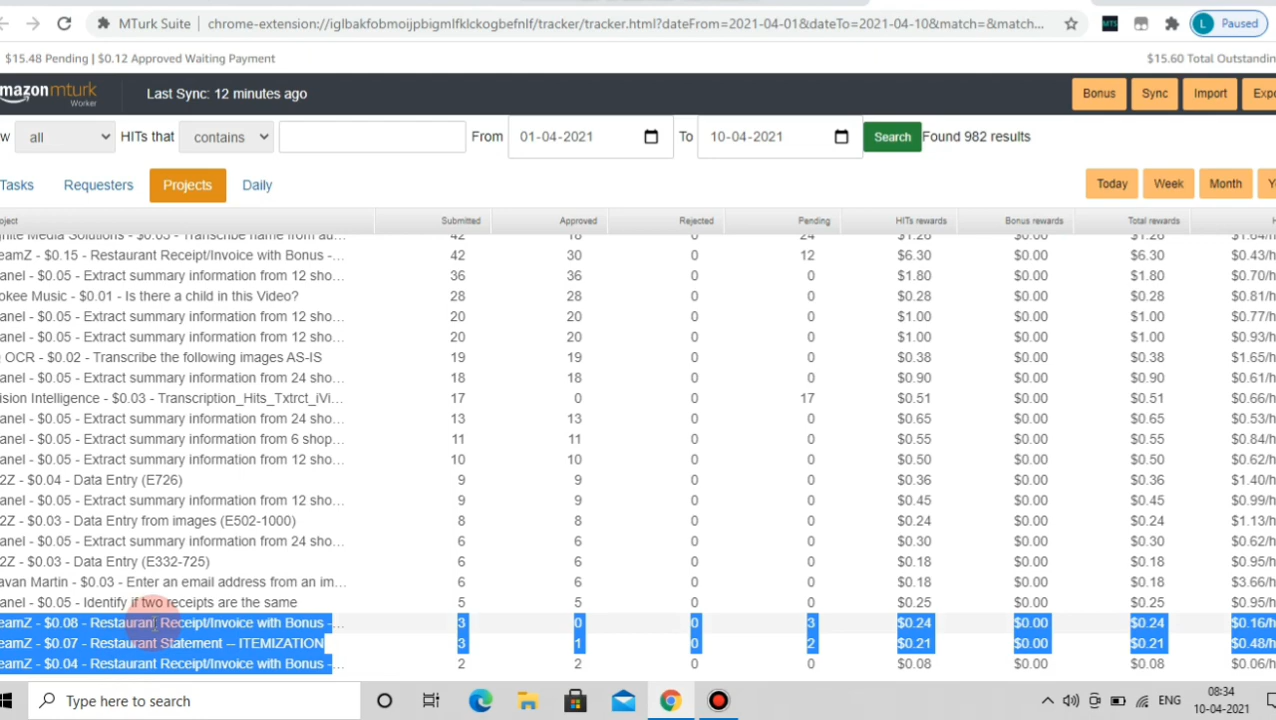 MTurk Suite chrome-extension://iglbakfobmoijpbigmlfklckogbefnlf/tracker/tracker.html?dateFrom=2021-04-01&dateTo=2021-04-10&match=&match... MTS L Paused
$15.48 Pending | $0.12 Approved Waiting Payment $15.60 Total Outstandin
amazonmturk Worker Last Sync: 12 minutes ago Bonus Sync Import Expo
w all HITs that contains From 01-04-2021 To 10-04-2021 Search Found 982 results
Tasks Requesters Projects Daily Today Week Month Y
oject Submitted Approved Rejected Pending HITs rewards Bonus rewards Total rewards H
gnite Media Solutions - $0.03 - Transcribe name from au... 42 18 0 24 $1.26 $0.00 $1.26 $1.64/h
eamZ - $0.15 - Restaurant Receipt/Invoice with Bonus -... 42 30 0 12 $6.30 $0.00 $6.30 $0.43/h
anel - $0.05 - Extract summary information from 12 sho... 36 36 0 0 $1.80 $0.00 $1.80 $0.70/h
okee Music - $0.01 - Is there a child in this Video? 28 28 0 0 $0.28 $0.00 $0.28 $0.81/h
anel - $0.05 - Extract summary information from 12 sho... 20 20 0 0 $1.00 $0.00 $1.00 $0.77/h
anel - $0.05 - Extract summary information from 12 sho... 20 20 0 0 $1.00 $0.00 $1.00 $0.93/h
OCR - $0.02 - Transcribe the following images AS-IS 19 19 0 0 $0.38 $0.00 $0.38 $1.65/h
anel - $0.05 - Extract summary information from 24 sho... 18 18 0 0 $0.90 $0.00 $0.90 $0.61/h
ision Intelligence - $0.03 - Transcription_Hits_Txtrct_iVi... 17 0 0 17 $0.51 $0.00 $0.51 $0.66/h
anel - $0.05 - Extract summary information from 24 sho... 13 13 0 0 $0.65 $0.00 $0.65 $0.53/h
anel - $0.05 - Extract summary information from 6 shop... 11 11 0 0 $0.55 $0.00 $0.55 $0.84/h
anel - $0.05 - Extract summary information from 12 sho... 10 10 0 0 $0.50 $0.00 $0.50 $0.62/h
2Z - $0.04 - Data Entry (E726) 9 9 0 0 $0.36 $0.00 $0.36 $1.40/h
anel - $0.05 - Extract summary information from 12 sho... 9 9 0 0 $0.45 $0.00 $0.45 $0.99/h
2Z - $0.03 - Data Entry from images (E502-1000) 8 8 0 0 $0.24 $0.00 $0.24 $1.13/h
anel - $0.05 - Extract summary information from 24 sho... 6 6 0 0 $0.30 $0.00 $0.30 $0.62/h
2Z - $0.03 - Data Entry (E332-725) 6 6 0 0 $0.18 $0.00 $0.18 $0.95/h
avan Martin - $0.03 - Enter an email address from an im... 6 6 0 0 $0.18 $0.00 $0.18 $3.66/h
anel - $0.05 - Identify if two receipts are the same 5 5 0 0 $0.25 $0.00 $0.25 $0.95/h
eamZ - $0.08 - Restaurant Receipt/Invoice with Bonus -... 3 0 0 3 $0.24 $0.00 $0.24 $0.16/h
eamZ - $0.07 - Restaurant Statement -- ITEMIZATION 3 1 0 2 $0.21 $0.00 $0.21 $0.48/h
eamZ - $0.04 - Restaurant Receipt/Invoice with Bonus -... 2 2 0 0 $0.08 $0.00 $0.08 $0.06/h
Type here to search ENG 08:34
10-04-2021